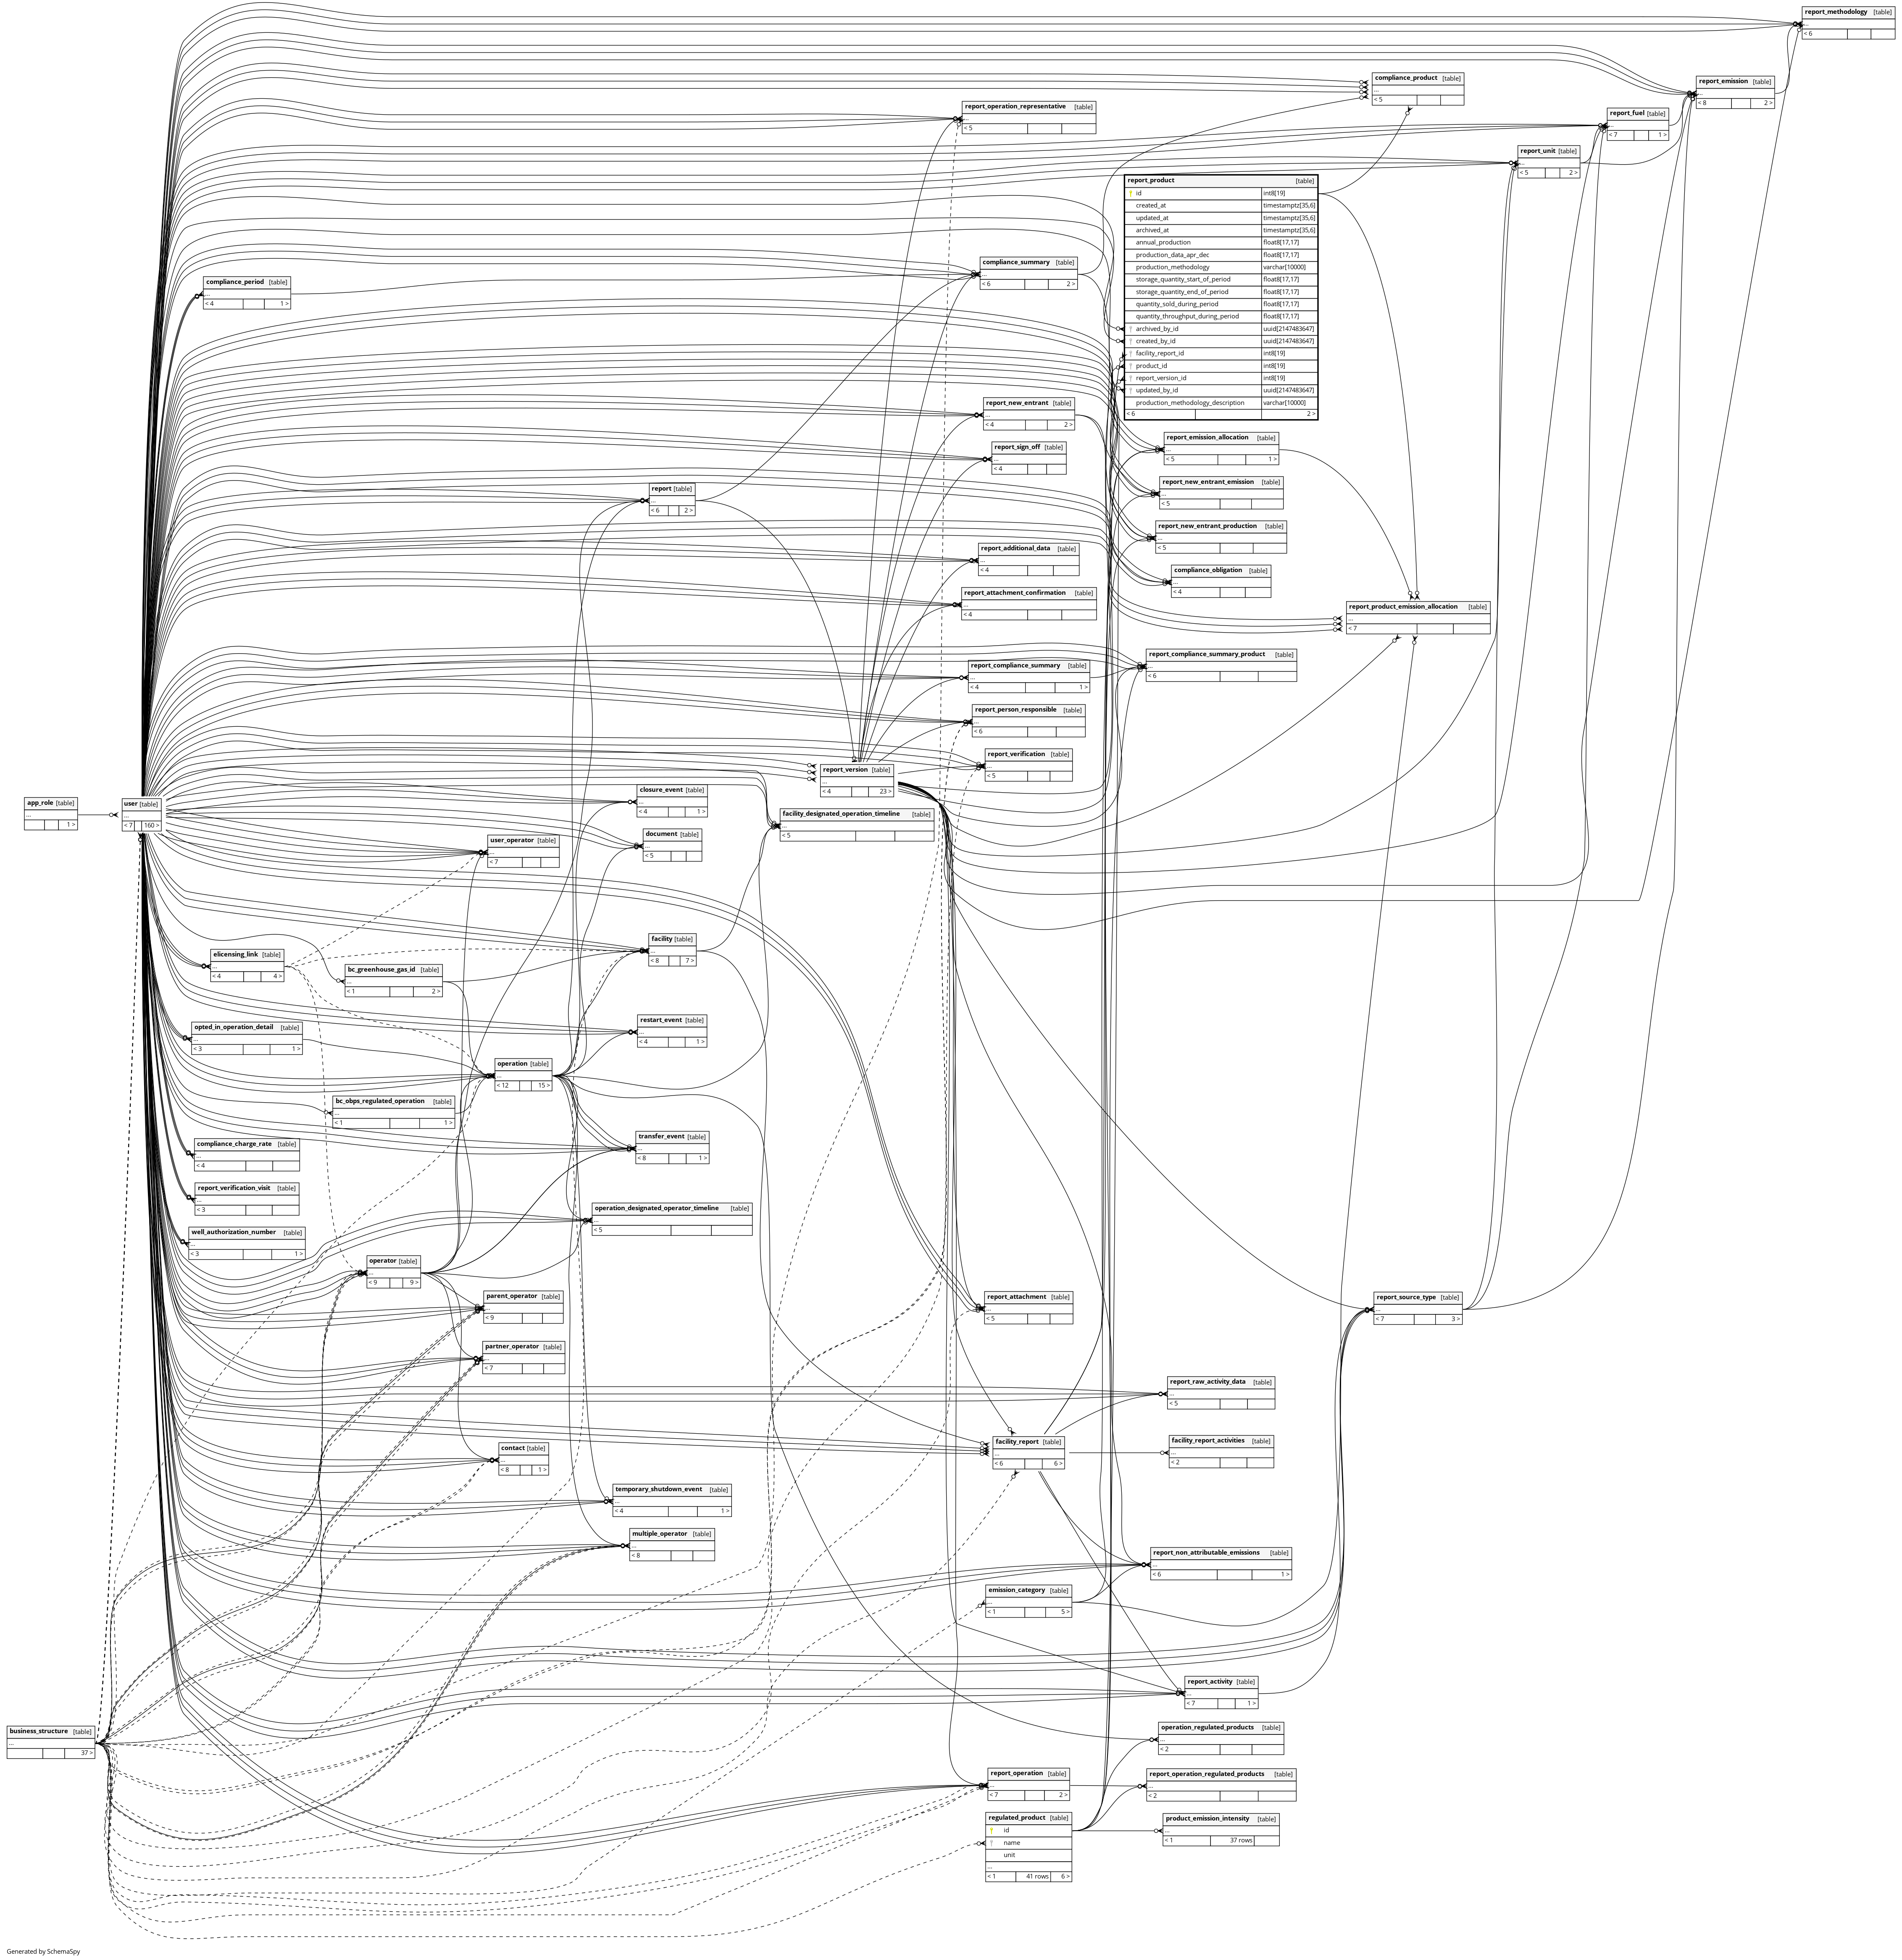 report_methodology [table]
...
< 6
report_emission [table]
...
< 8 2 >
compliance_product [table]
...
< 5
report_operation_representative [table]
...
< 5
report_fuel [table]
...
< 7 1 >
report_unit [table]
...
< 5 2 >
report_product [table]
id int8[19]
created_at timestamptz[35,6]
updated_at timestamptz[35,6]
archived_at timestamptz[35,6]
annual_production float8[17,17]
production_data_apr_dec float8[17,17]
production_methodology varchar[10000]
storage_quantity_start_of_period float8[17,17]
storage_quantity_end_of_period float8[17,17]
quantity_sold_during_period float8[17,17]
quantity_throughput_during_period float8[17,17]
archived_by_id uuid[2147483647]
created_by_id uuid[2147483647]
facility_report_id int8[19]
product_id int8[19]
report_version_id int8[19]
updated_by_id uuid[2147483647]
production_methodology_description varchar[10000]
< 6 2 >
compliance_summary [table]
...
< 6 2 >
compliance_period [table]
...
< 4 1 >
report_new_entrant [table]
...
< 4 2 >
report_sign_off [table]
...
< 4
report_emission_allocation [table]
...
< 5 1 >
report_new_entrant_emission [table]
...
< 5
report [table]
...
< 6 2 >
report_new_entrant_production [table]
...
< 5
report_additional_data [table]
...
< 4
compliance_obligation [table]
...
< 4
report_attachment_confirmation [table]
...
< 4
report_product_emission_allocation [table]
...
< 7
report_compliance_summary_product [table]
...
< 6
report_compliance_summary [table]
...
< 4 1 >
report_person_responsible [table]
...
< 6
report_verification [table]
...
< 5
report_version [table]
...
< 4 23 >
app_role [table]
...
1 >
user [table]
...
< 7 160 >
closure_event [table]
...
< 4 1 >
facility_designated_operation_timeline [table]
...
< 5
document [table]
...
< 5
user_operator [table]
...
< 7
facility [table]
...
< 8 7 >
elicensing_link [table]
...
< 4 4 >
bc_greenhouse_gas_id [table]
...
< 1 2 >
opted_in_operation_detail [table]
...
< 3 1 >
restart_event [table]
...
< 4 1 >
operation [table]
...
< 12 15 >
bc_obps_regulated_operation [table]
...
< 1 1 >
compliance_charge_rate [table]
...
< 4
transfer_event [table]
...
< 8 1 >
report_verification_visit [table]
...
< 3
operation_designated_operator_timeline [table]
...
< 5
well_authorization_number [table]
...
< 3 1 >
operator [table]
...
< 9 9 >
parent_operator [table]
...
< 9
report_attachment [table]
...
< 5
report_source_type [table]
...
< 7 3 >
partner_operator [table]
...
< 7
report_raw_activity_data [table]
...
< 5
facility_report [table]
...
< 6 6 >
facility_report_activities [table]
...
< 2
contact [table]
...
< 8 1 >
temporary_shutdown_event [table]
...
< 4 1 >
multiple_operator [table]
...
< 8
report_non_attributable_emissions [table]
...
< 6 1 >
emission_category [table]
...
< 1 5 >
report_activity [table]
...
< 7 1 >
business_structure [table]
...
37 >
operation_regulated_products [table]
...
< 2
report_operation [table]
...
< 7 2 >
report_operation_regulated_products [table]
...
< 2
regulated_product [table]
id
name
unit
...
< 1 41 rows 6 >
product_emission_intensity [table]
...
< 1 37 rows
Generated by SchemaSpy